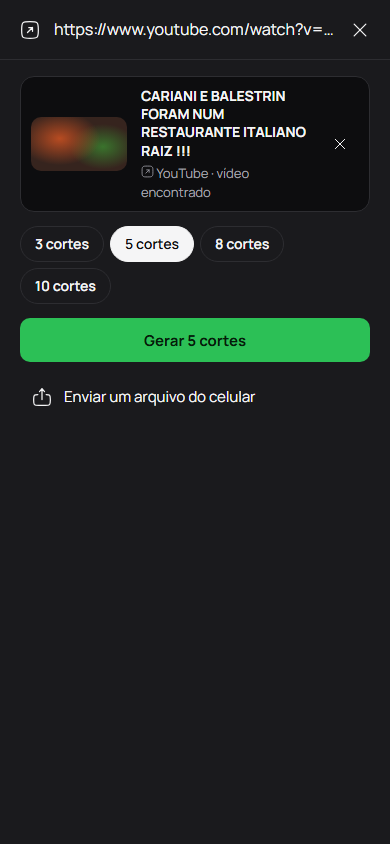 https://www.youtube.com/watch?v=...
CARIANI E BALESTRIN
FORAM NUM
RESTAURANTE ITALIANO
RAIZ !!!
YouTube · vídeo
encontrado
3 cortes
5 cortes
8 cortes
10 cortes
Gerar 5 cortes
Enviar um arquivo do celular